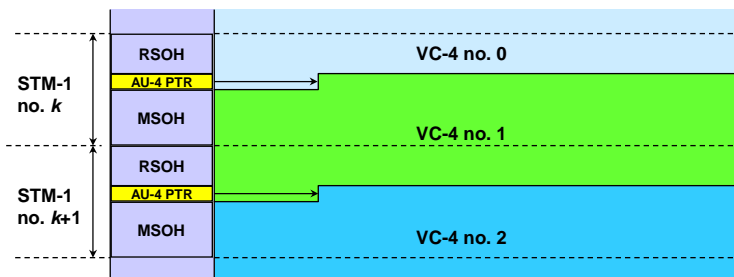 RSOH
VC-4 no. 0
STM-1
no. k
AU-4 PTR
MSOH
VC-4 no. 1
RSOH
STM-1
no. k+1
AU-4 PTR
MSOH
VC-4 no. 2